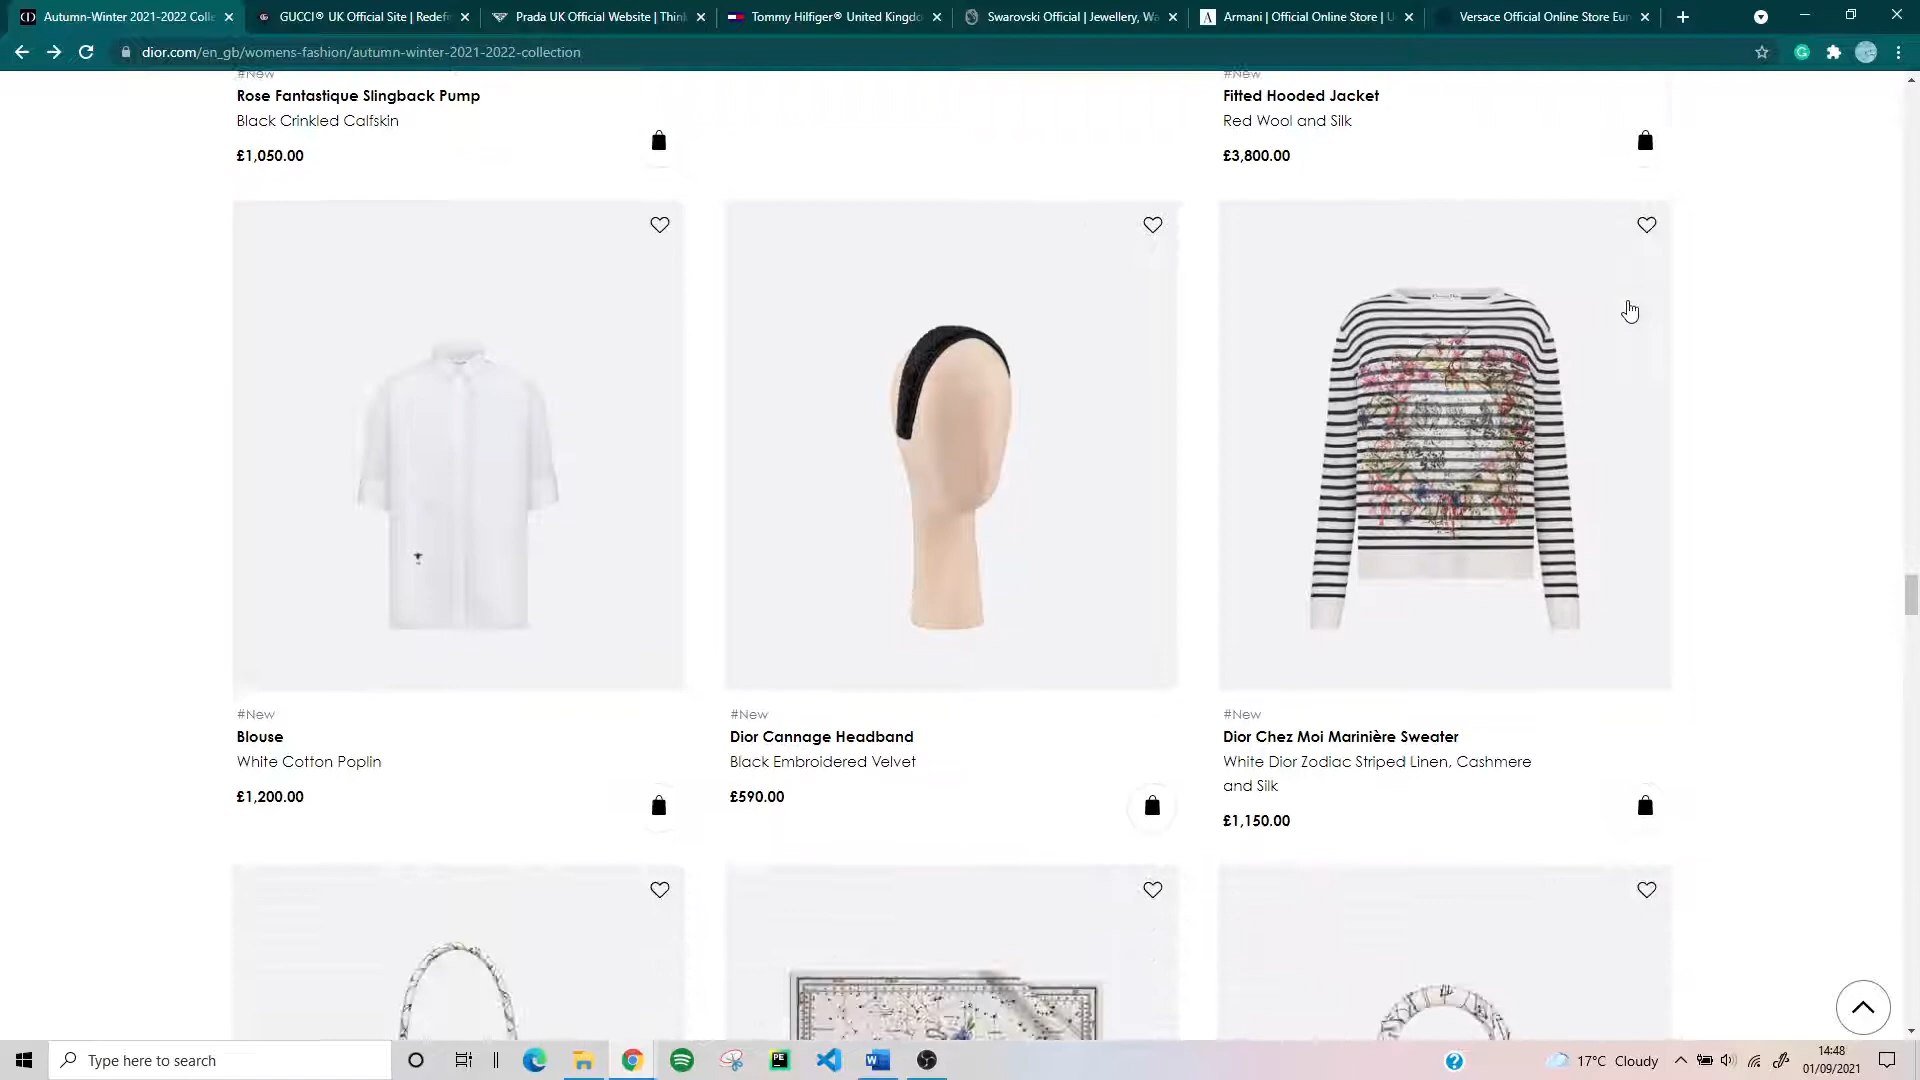 Autumn-Winter 2021-2022 Colle
GUCCI® UK Official Site | Redefi
Prada UK Official Website | Thin
Tommy Hilfiger® United Kingdo
Swarovski Official | Jewellery, Wa
Armani | Official Online Store | U
Versace Official Online Store Eur
dior.com/en_gb/womens-fashion/autumn-winter-2021-2022-collection
#New
Rose Fantastique Slingback Pump
Black Crinkled Calfskin
£1,050.00
#New
Fitted Hooded Jacket
Red Wool and Silk
£3,800.00
#New
Blouse
White Cotton Poplin
£1,200.00
#New
Dior Cannage Headband
Black Embroidered Velvet
£590.00
#New
Dior Chez Moi Marinière Sweater
White Dior Zodiac Striped Linen, Cashmere
and Silk
£1,150.00
Type here to search
17°C Cloudy
14:48
01/09/2021